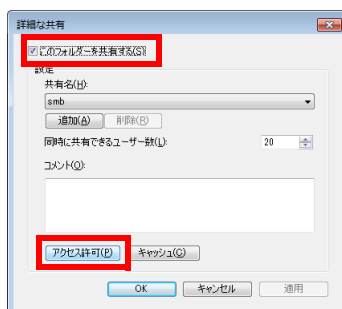 詳細な共有
このフォルダーを共有する(S)
設定
共有名(H):
smb
追加(A) 削除(R)
同時に共有できるユーザー数(L): 20
コメント(O):
アクセス許可(P) キャッシュ(C)
OK キャンセル 適用